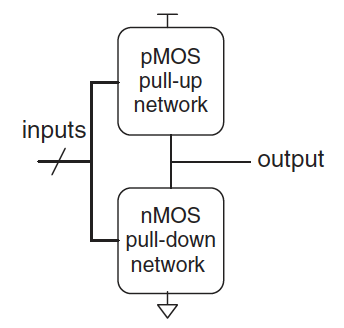 pMOS
pull-up
network
inputs
output
nMOS
pull-down
network